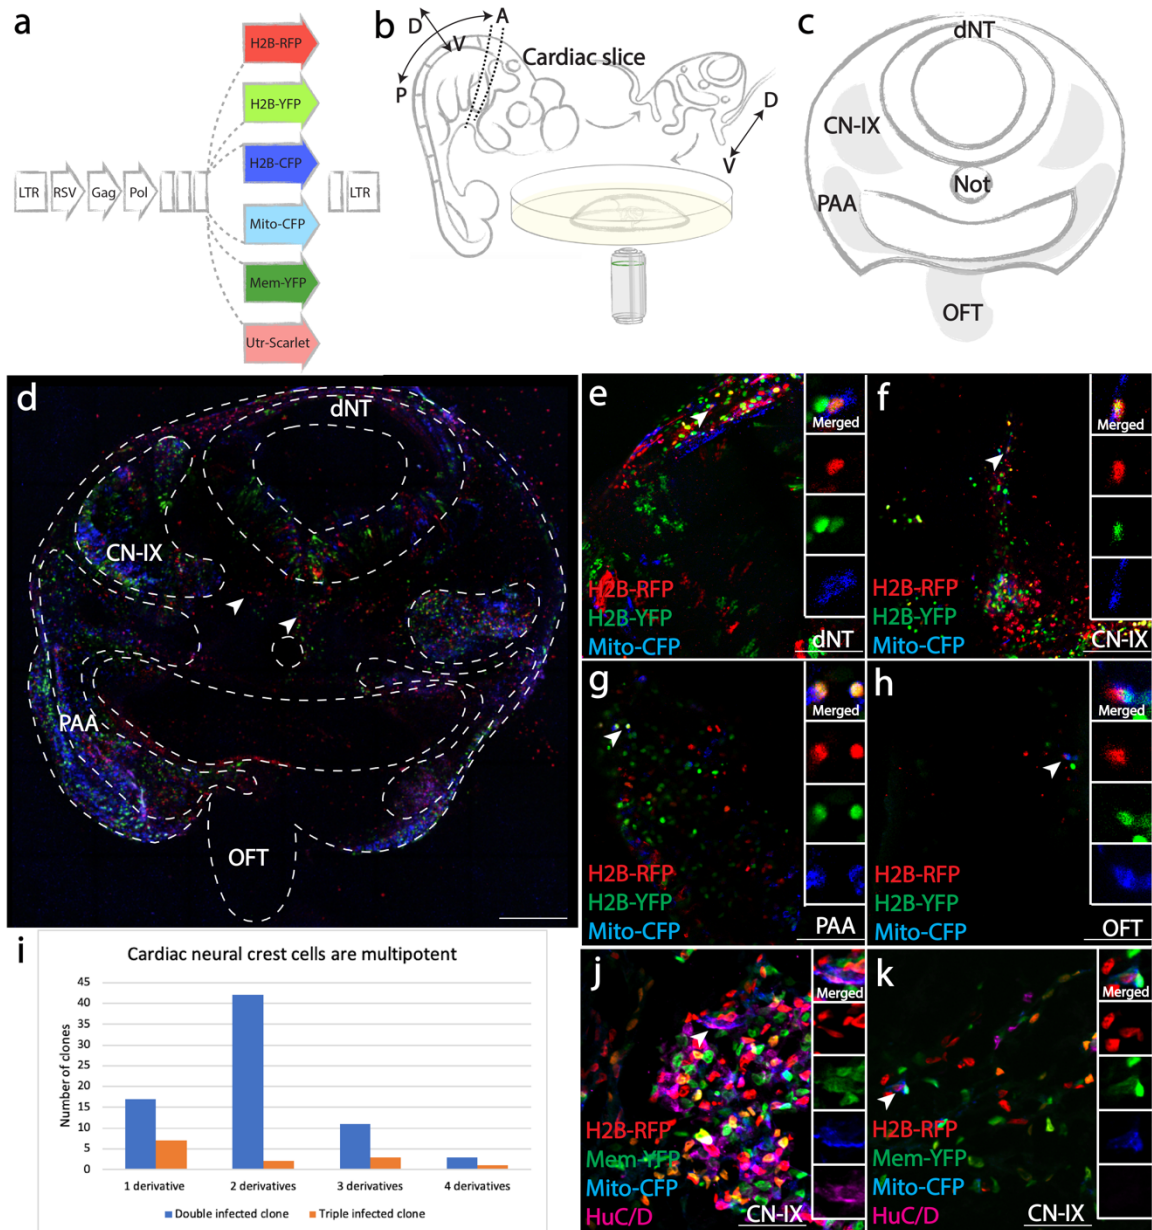 a
H2B-RFP
H2B-YFP
H2B-CFP
LTR RSV Gag Pol LTR
Mito-CFP
Mem-YFP
Utr-Scarlet
b
D A
V
P
Cardiac slice
D
V
c
dNT
CN-IX
Not
PAA
OFT
d
dNT
CN-IX
PAA
OFT
e
Merged
H2B-RFP
H2B-YFP
Mito-CFP
dNT
f
Merged
H2B-RFP
H2B-YFP
Mito-CFP
CN-IX
g
Merged
H2B-RFP
H2B-YFP
Mito-CFP
PAA
h
Merged
H2B-RFP
H2B-YFP
Mito-CFP
OFT
i
Cardiac neural crest cells are multipotent
Number of clones
45
40
35
30
25
20
15
10
5
0
1 derivative 2 derivatives 3 derivatives 4 derivatives
Double infected clone Triple infected clone
j
Merged
H2B-RFP
Mem-YFP
Mito-CFP
HuC/D
CN-IX
k
Merged
H2B-RFP
Mem-YFP
Mito-CFP
HuC/D
CN-IX